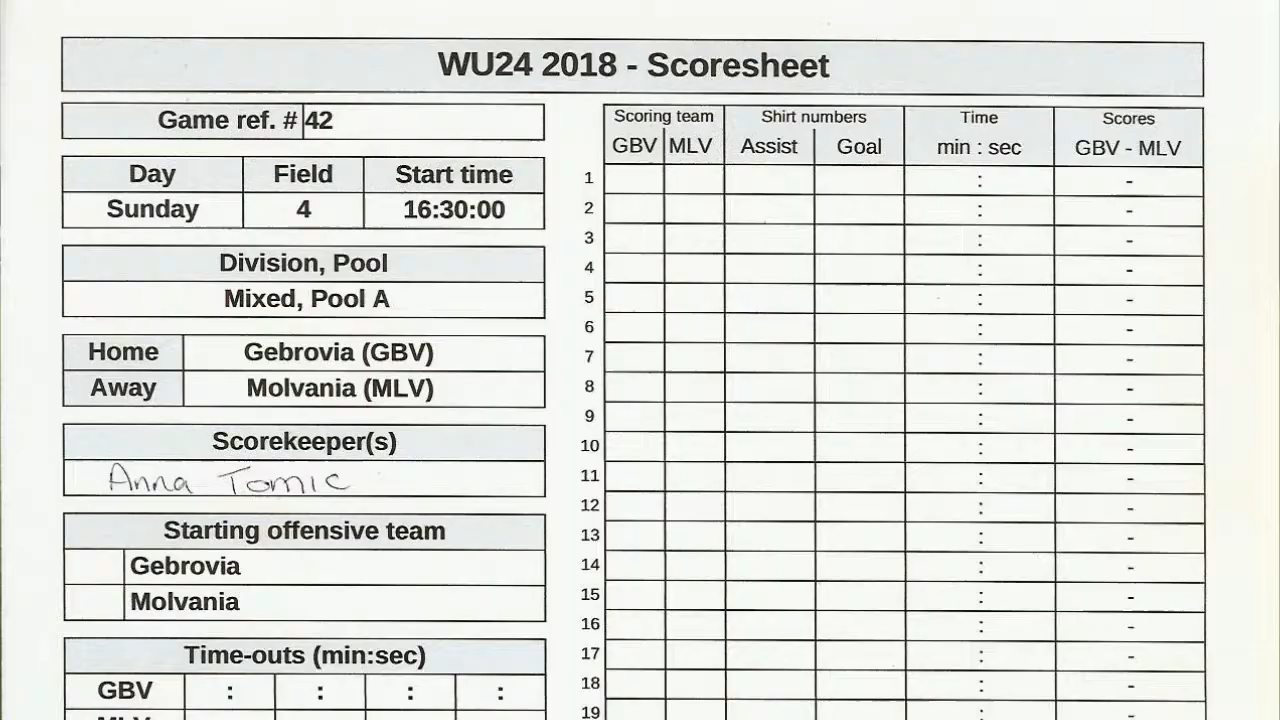 WU24 2018 - Scoresheet
Game ref. # 42
Day Field Start time
Sunday 4 16:30:00
Division, Pool
Mixed, Pool A
Home Gebrovia (GBV)
Away Molvania (MLV)
Scorekeeper(s)
Anna Tomic
Starting offensive team
Gebrovia
Molvania
Time-outs (min:sec)
GBV : : : :
Scoring team Shirt numbers Time Scores
GBV MLV Assist Goal min : sec GBV - MLV
1 : -
2 : -
3 : -
4 : -
5 : -
6 : -
7 : -
8 : -
9 : -
10 : -
11 : -
12 : -
13 : -
14 : -
15 : -
16 : -
17 : -
18 : -
19